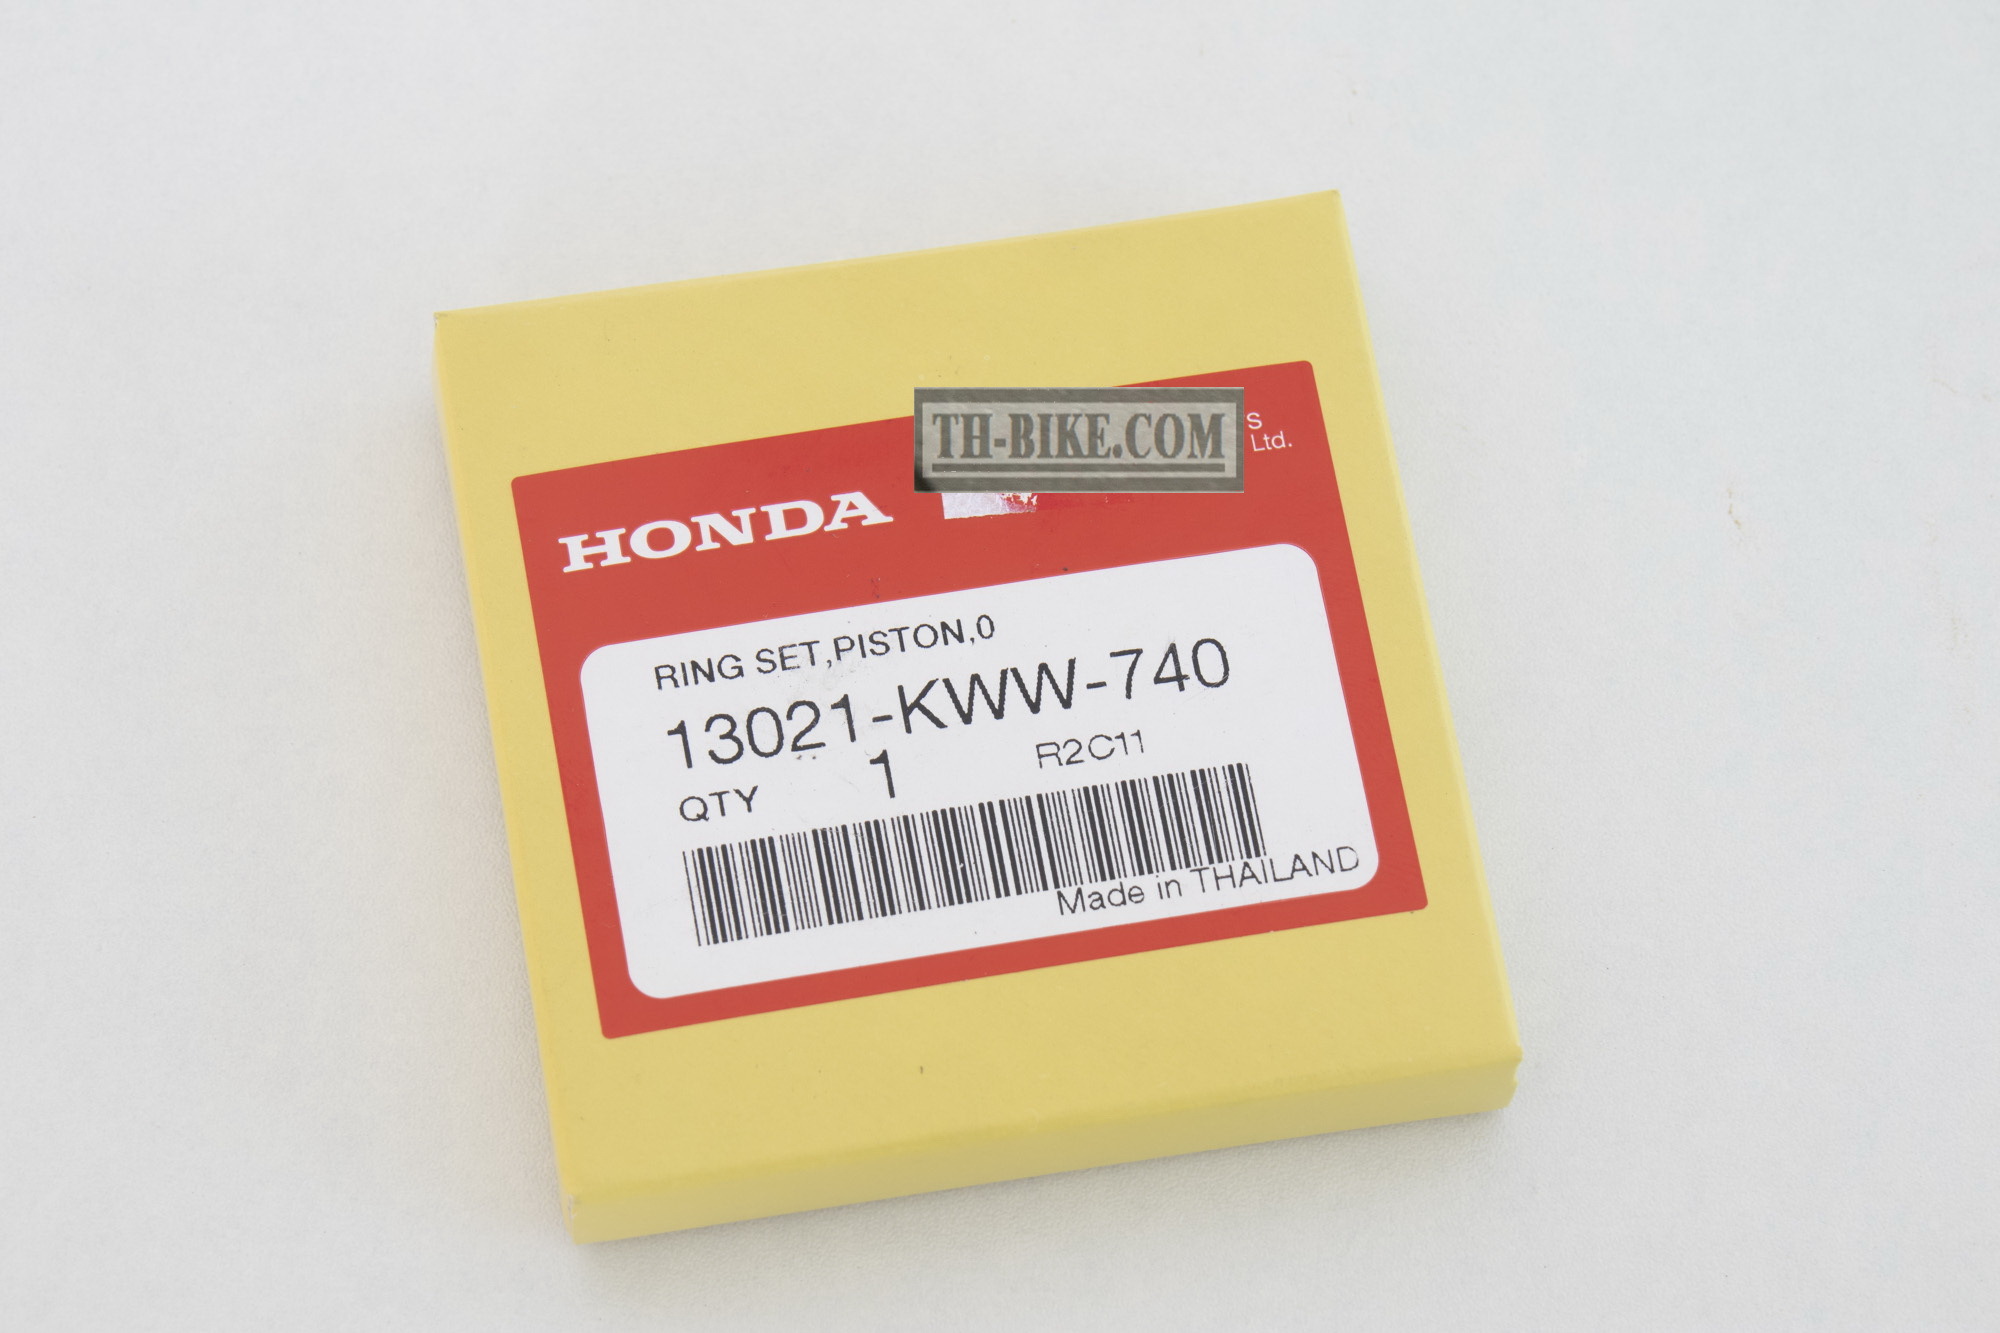 TH-BIKE.COM
S
Ltd.
HONDA
RING SET,PISTON,0
13021-KWW-740
QTY 1 R2C11
Made in THAILAND